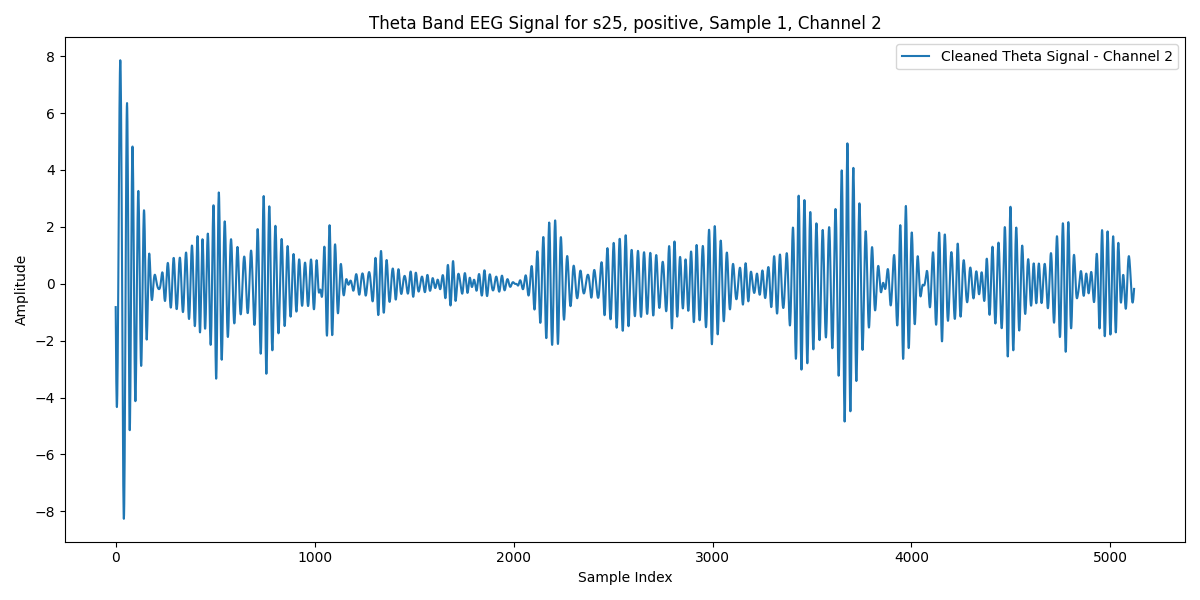 Theta Band EEG Signal for s25, positive, Sample 1, Channel 2
Cleaned Theta Signal - Channel 2
Amplitude
8
6
4
2
0
−2
−4
−6
−8
0 1000 2000 3000 4000 5000
Sample Index